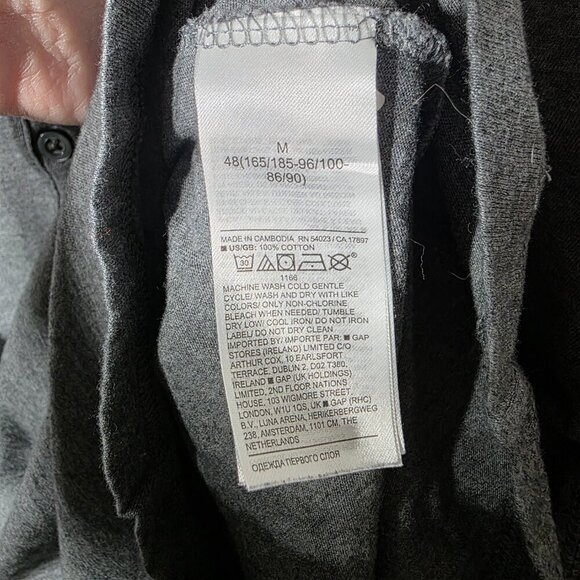 M
48(165/185-96/100-
86/90)
MADE IN CAMBODIA RN 54023 / CA 17897
■ US/GB: 100% COTTON
30
1166
MACHINE WASH COLD GENTLE
CYCLE/ WASH AND DRY WITH LIKE
COLORS/ ONLY NON-CHLORINE
BLEACH WHEN NEEDED/ TUMBLE
DRY LOW/ COOL IRON/ DO NOT IRON
LABEL/ DO NOT DRY CLEAN
IMPORTED BY/ IMPORTE PAR: ■ GAP
STORES (IRELAND) LIMITED C/O
ARTHUR COX, 10 EARLSFORT
TERRACE, DUBLIN 2, D02 T380,
IRELAND ■ GAP (UK HOLDINGS)
LIMITED, 2ND FLOOR NATIONS
HOUSE, 103 WIGMORE STREET,
LONDON, W1U 1QS, UK ■ GAP (RHC)
B.V., LUNA ARENA, HERIKERBERGWEG
238, AMSTERDAM, 1101 CM, THE
NETHERLANDS
ОДЕЖДА ПЕРВОГО СЛОЯ